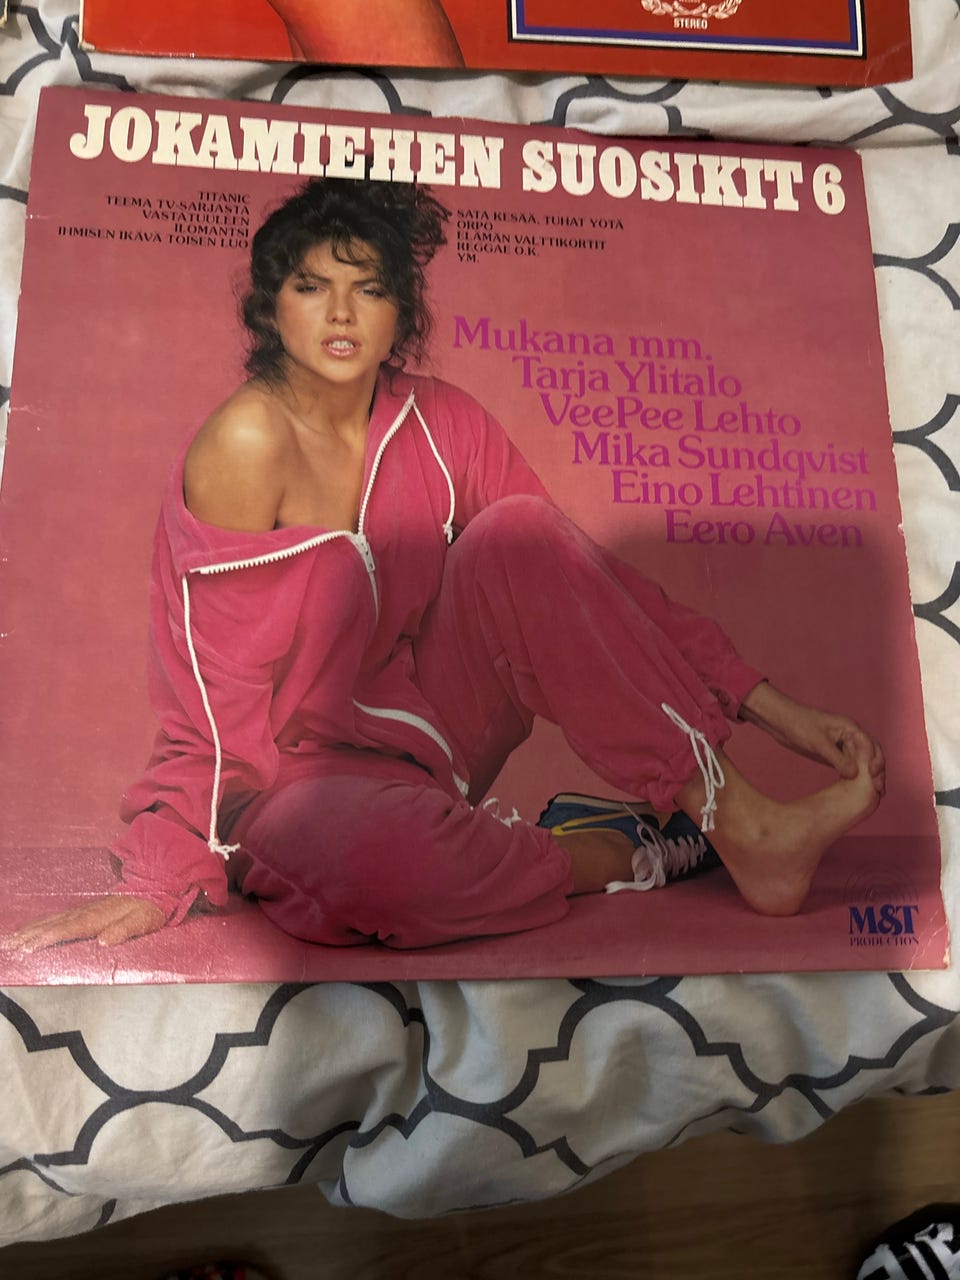 STEREO
JOKAMIEHEN SUOSIKIT 6
TITANIC
TEEMA TV-SARJASTA
VASTATUULEEN
ILOMANTSI
IHMISEN IKÄVÄ TOISEN LUO
SATA KESÄÄ, TUHAT YÖTÄ
ORPO
ELÄMÄN VALTTIKORTIT
REGGAE O.K.
YM.
Mukana mm.
Tarja Ylitalo
VeePee Lehto
Mika Sundqvist
Eino Lehtinen
Eero Aven
M&T
PRODUCTION